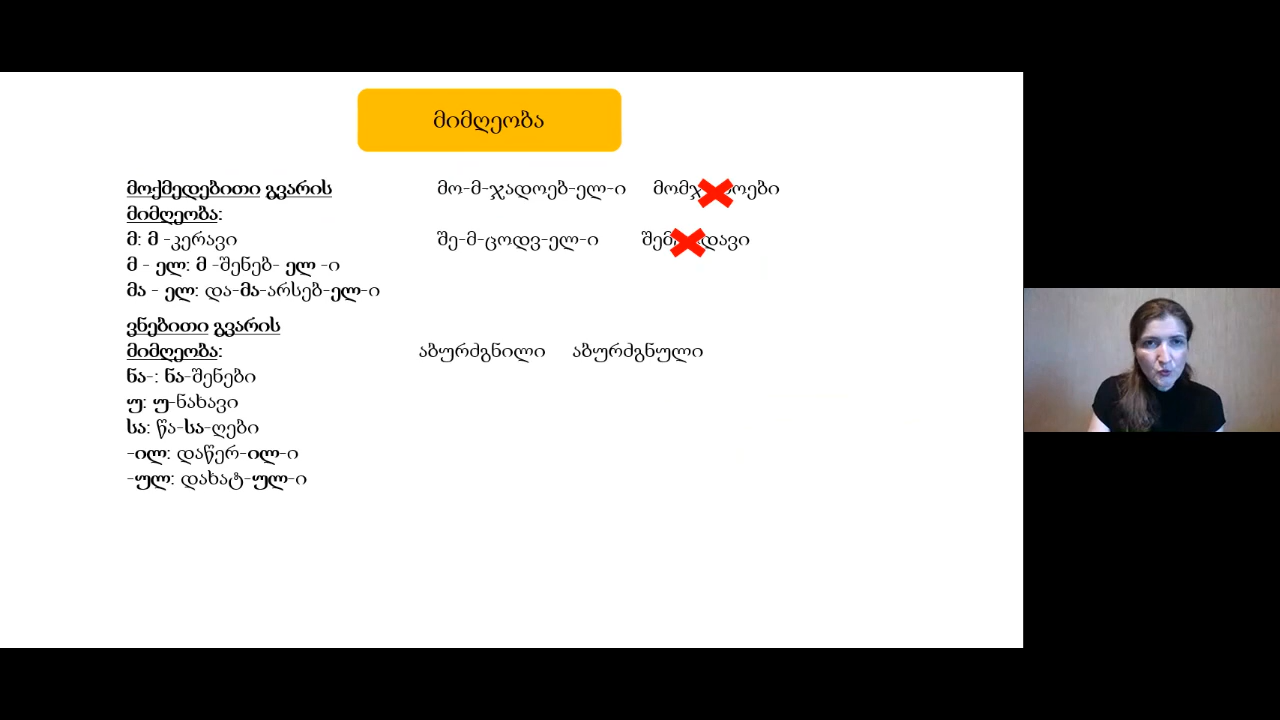 მიმღეობა
მოქმედებითი გვარის მო-მ-ჯადოებ-ელ-ი
მიმღეობა:
მ: მ -კერავი შე-მ-ცოდვ-ელ-ი
მ - ელ: მ -შენებ- ელ -ი
მა - ელ: და-მა-არსებ-ელ-ი
ვნებითი გვარის
მიმღეობა: აბურძგნილი აბურძგნული
ნა-: ნა-შენები
უ: უ-ნახავი
სა: წა-სა-ღები
-ილ: დაწერ-ილ-ი
-ულ: დახატ-ულ-ი